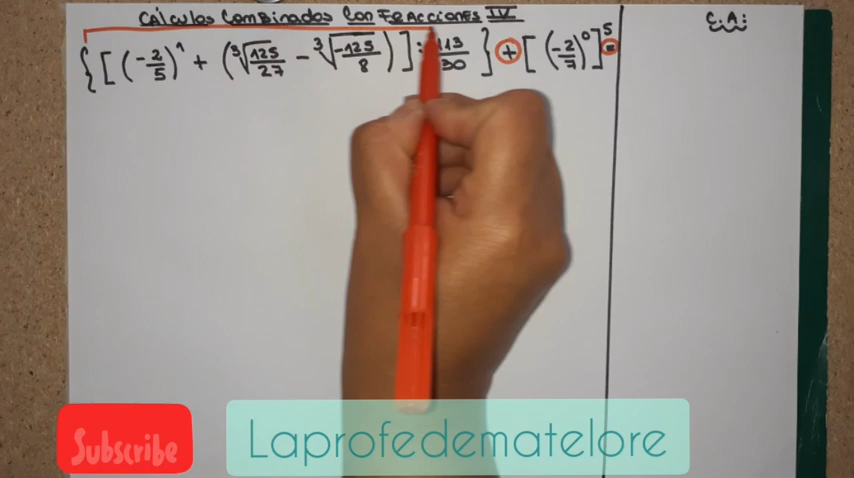 CÁLCULOS COMBINADOS CON FRACCIONES IV
C.A:
{ [ (-2/5)^1 + (∛125/27 - ∛-125/8) ] : 113/30 } + [ (-2/7)^0 ]^5 =
Subscribe
Laprofedematelore